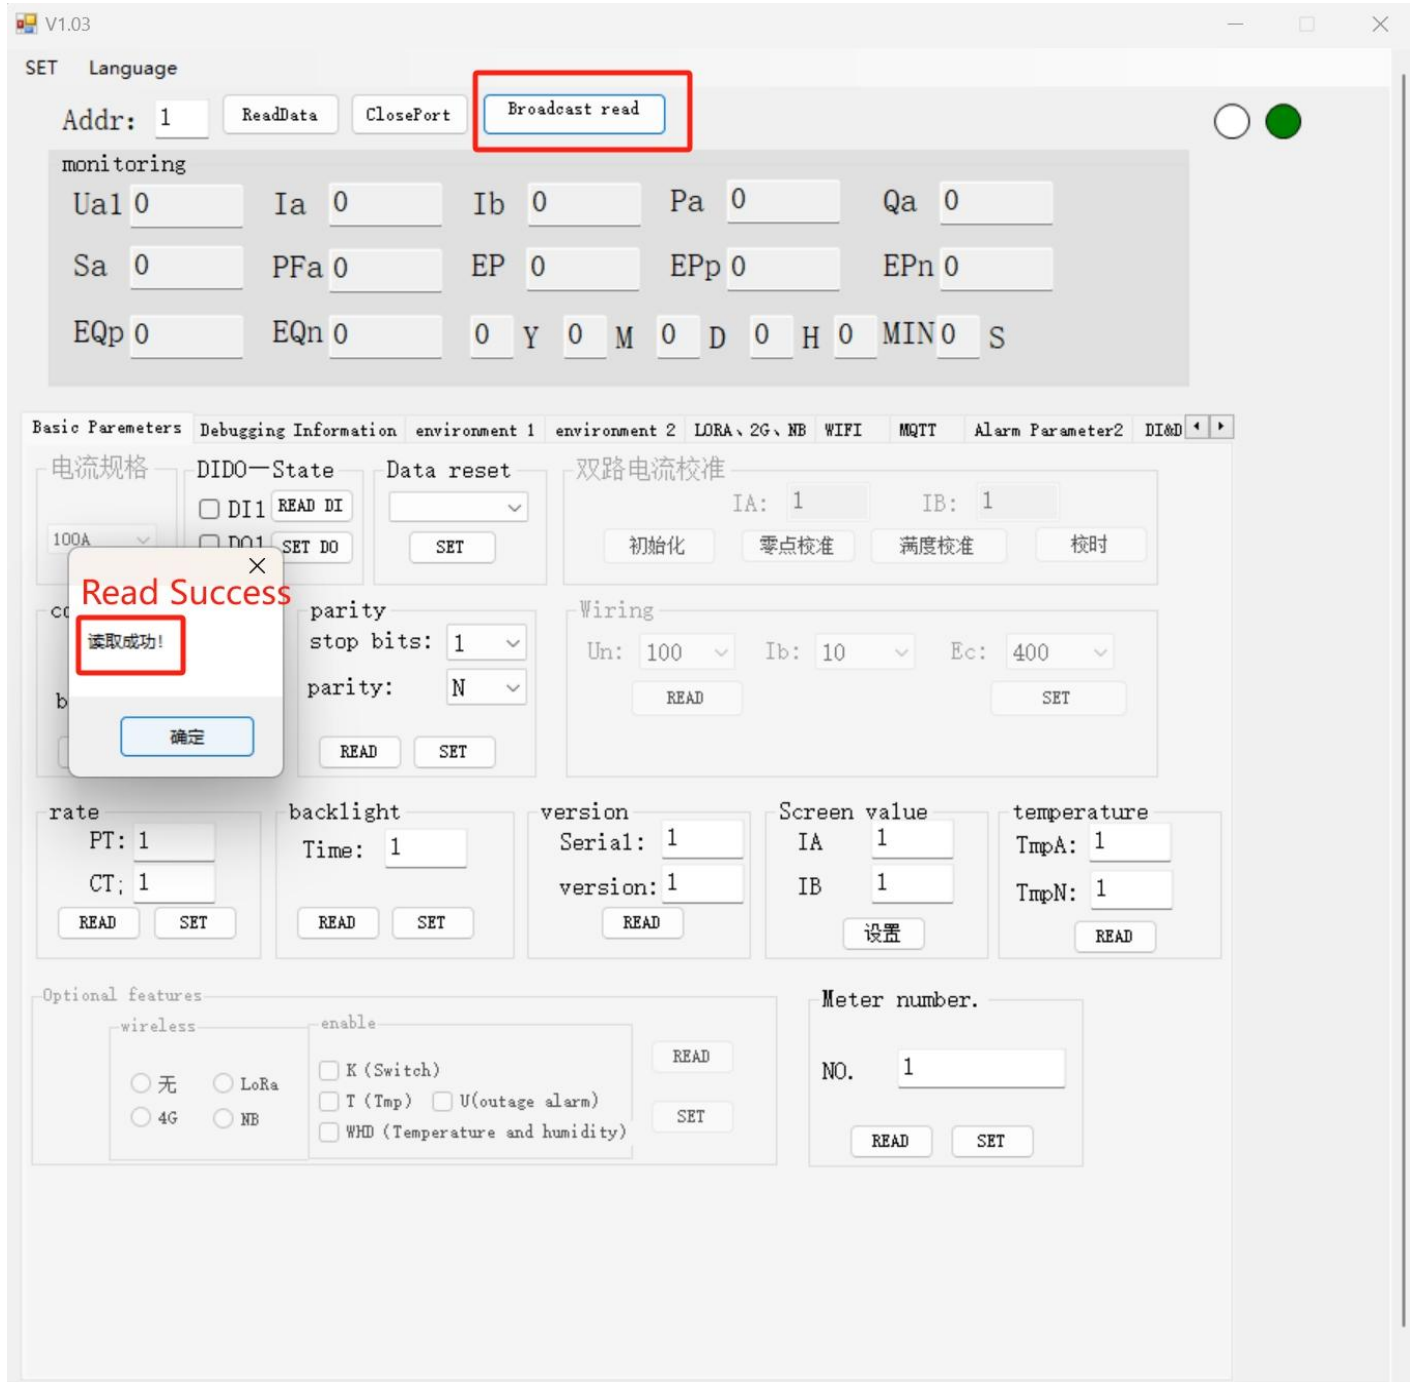 V1.03
SET Language
Addr: 1 ReadData ClosePort Broadcast read
monitoring
Ua1 0 Ia 0 Ib 0 Pa 0 Qa 0
Sa 0 PFa 0 EP 0 EPp 0 EPn 0
EQp 0 EQn 0 0 Y 0 M 0 D 0 H 0 MIN 0 S
Basic Paremeters Debugging Information environment 1 environment 2 LORA、2G、NB WIFI MQTT Alarm Parameter2 DI&D
电流规格 DIDO—State Data reset 双路电流校准
DI1 READ DI IA: 1 IB: 1
100A DO1 SET DO SET 初始化 零点校准 满度校准 校时
Read Success
读取成功!
确定
co
b
parity
stop bits: 1
parity: N
READ SET
Wiring
Un: 100 Ib: 10 Ec: 400
READ SET
rate backlight version Screen value temperature
PT: 1 Time: 1 Serial: 1 IA 1 TmpA: 1
CT; 1 version: 1 IB 1 TmpN: 1
READ SET READ SET READ 设置 READ
Optional features
wireless
无 LoRa
4G NB
enable
K (Switch)
T (Tmp) U(outage alarm)
WHD (Temperature and humidity)
READ
SET
Meter number.
NO. 1
READ SET